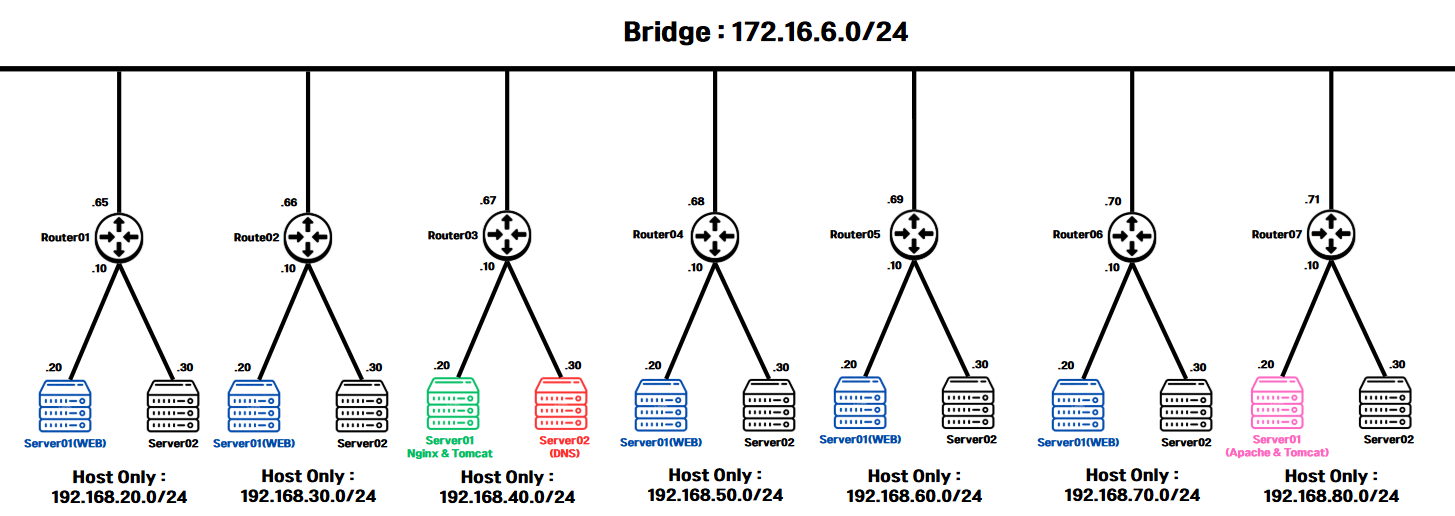 Bridge : 172.16.6.0/24
.65
.66
.67
.68
.69
.70
.71
Router01
Route02
Router03
Router04
Router05
Router06
Router07
.10
.10
.10
.10
.10
.10
.10
.20
.30
.20
.30
.20
.30
.20
.30
.20
.30
.20
.30
.20
.30
Server01(WEB)
Server02
Server01(WEB)
Server02
Server01
Nginx & Tomcat
Server02
(DNS)
Server01(WEB)
Server02
Server01(WEB)
Server02
Server01(WEB)
Server02
Server01
(Apache & Tomcat)
Server02
Host Only :
192.168.20.0/24
Host Only :
192.168.30.0/24
Host Only :
192.168.40.0/24
Host Only :
192.168.50.0/24
Host Only :
192.168.60.0/24
Host Only :
192.168.70.0/24
Host Only :
192.168.80.0/24